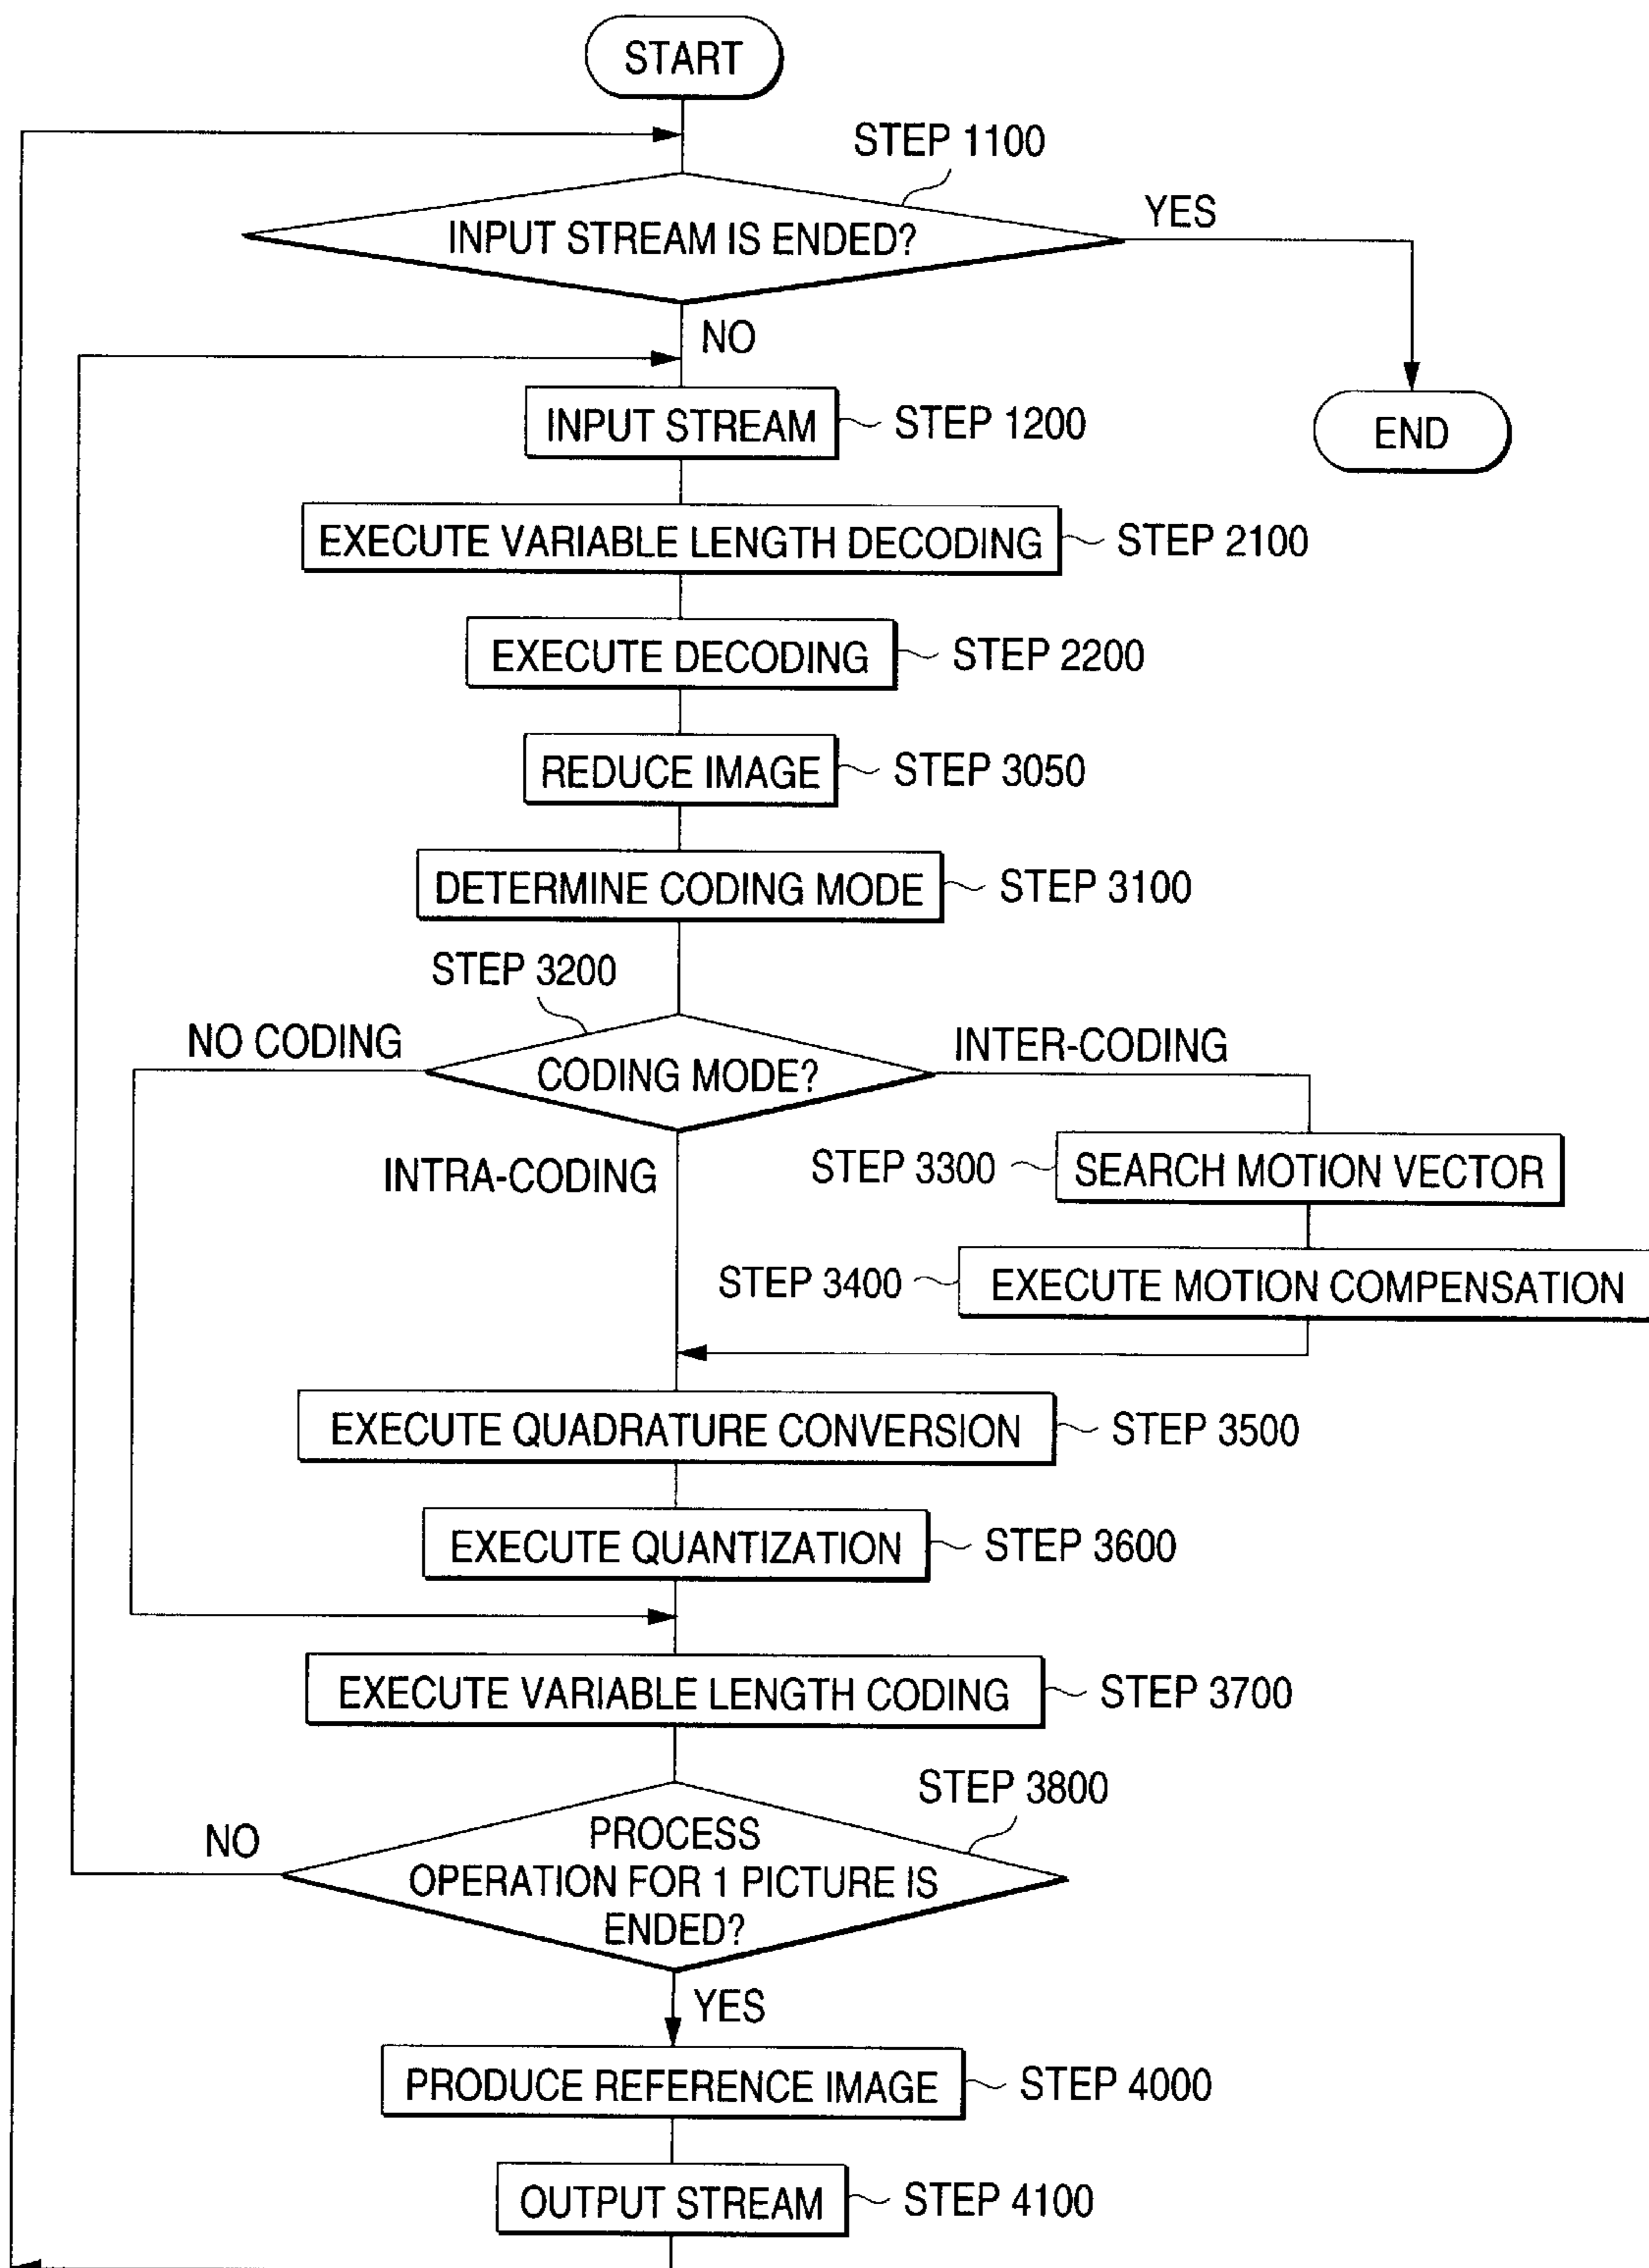 START
STEP 1100
INPUT STREAM IS ENDED?
YES
NO
INPUT STREAM
STEP 1200
END
EXECUTE VARIABLE LENGTH DECODING
STEP 2100
EXECUTE DECODING
STEP 2200
REDUCE IMAGE
STEP 3050
DETERMINE CODING MODE
STEP 3100
STEP 3200
NO CODING
CODING MODE?
INTER-CODING
INTRA-CODING
STEP 3300
SEARCH MOTION VECTOR
STEP 3400
EXECUTE MOTION COMPENSATION
EXECUTE QUADRATURE CONVERSION
STEP 3500
EXECUTE QUANTIZATION
STEP 3600
EXECUTE VARIABLE LENGTH CODING
STEP 3700
STEP 3800
NO
PROCESS
OPERATION FOR 1 PICTURE IS
ENDED?
YES
PRODUCE REFERENCE IMAGE
STEP 4000
OUTPUT STREAM
STEP 4100